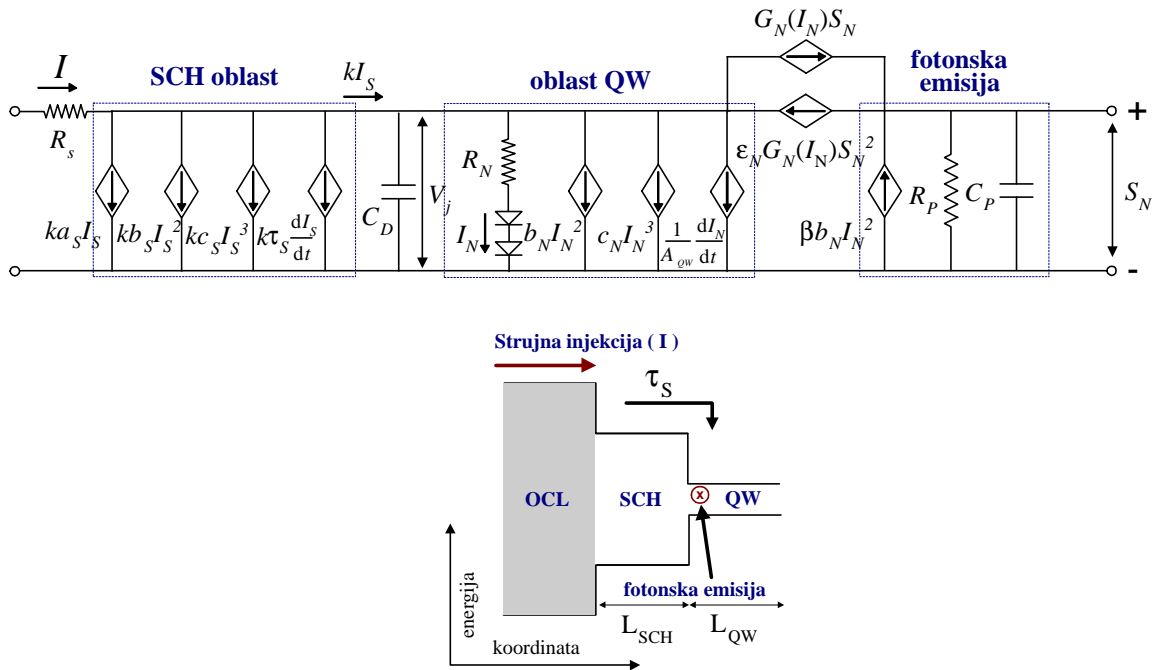 G_N(I_N)S_N
I
SCH oblast
kI_S
oblast QW
fotonska
emisija
+
R_s
R_N
ε_N G_N(I_N)S_N^2
V_j
C_D
I_N
R_P
C_P
S_N
ka_S I_S
kb_S I_S^2
kc_S I_S^3
kτ_S dI_S/dt
b_N I_N^2
c_N I_N^3
1/A_QW dI_N/dt
βb_N I_N^2
-
Strujna injekcija ( I )
τ_S
OCL
SCH
x
QW
energija
fotonska emisija
L_SCH
L_QW
koordinata